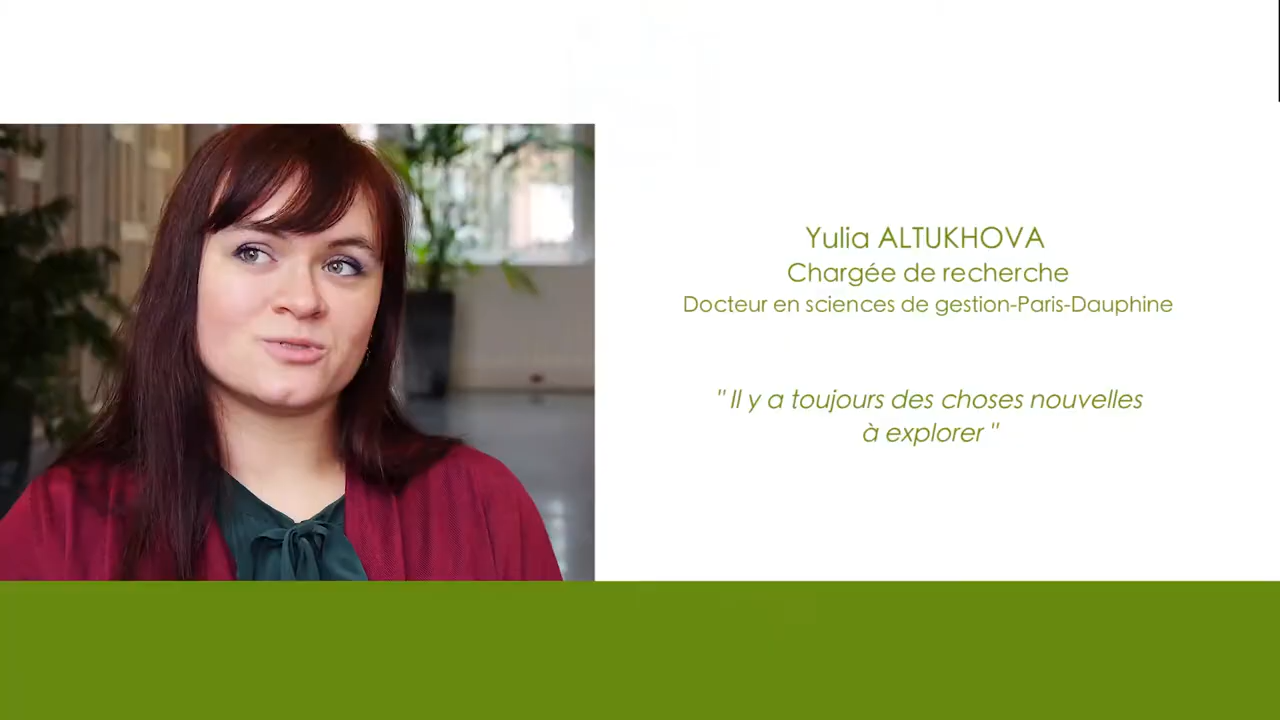 Yulia ALTUKHOVA
Chargée de recherche
Docteur en sciences de gestion-Paris-Dauphine
" Il y a toujours des choses nouvelles
à explorer "